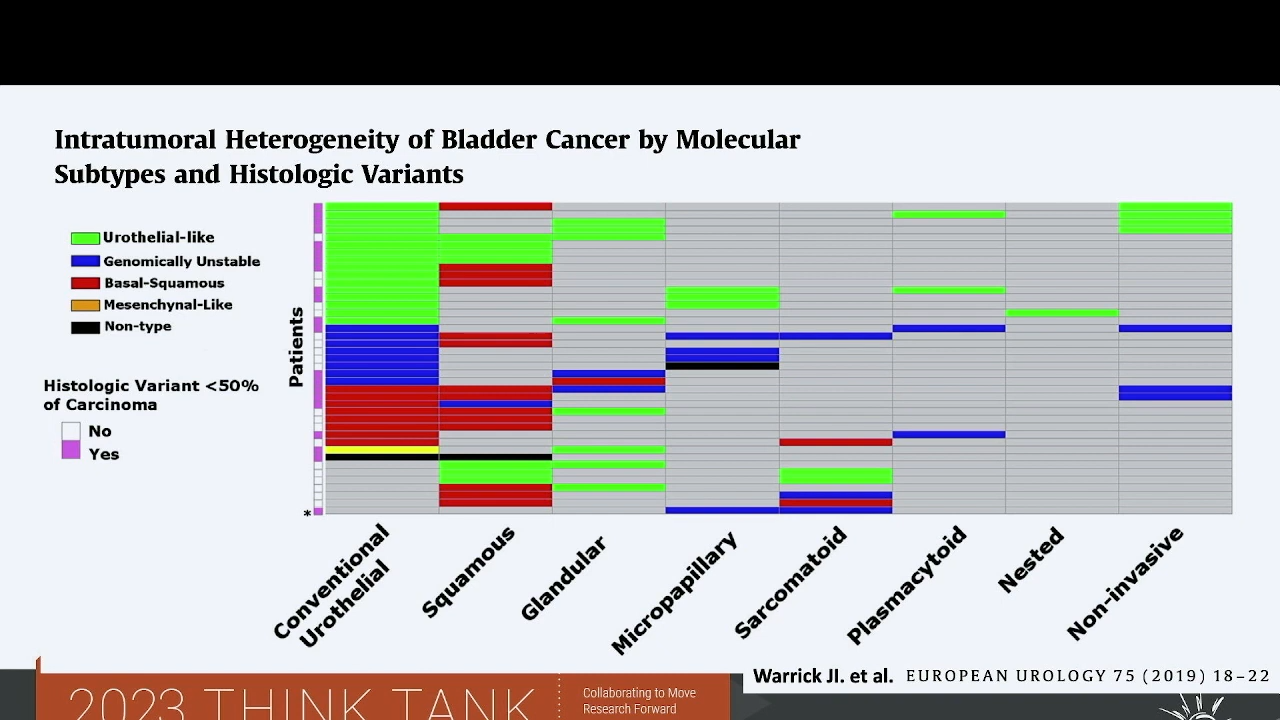 Intratumoral Heterogeneity of Bladder Cancer by Molecular
Subtypes and Histologic Variants
Urothelial-like
Genomically Unstable
Basal-Squamous
Mesenchynal-Like
Non-type
Histologic Variant <50%
of Carcinoma
No
Yes
Patients
*
Conventional
Urothelial
Squamous
Glandular
Micropapillary
Sarcomatoid
Plasmacytoid
Nested
Non-invasive
Warrick JI. et al. EUROPEAN UROLOGY 75 (2019) 18–22
2023 THINK TANK
Collaborating to Move
Research Forward